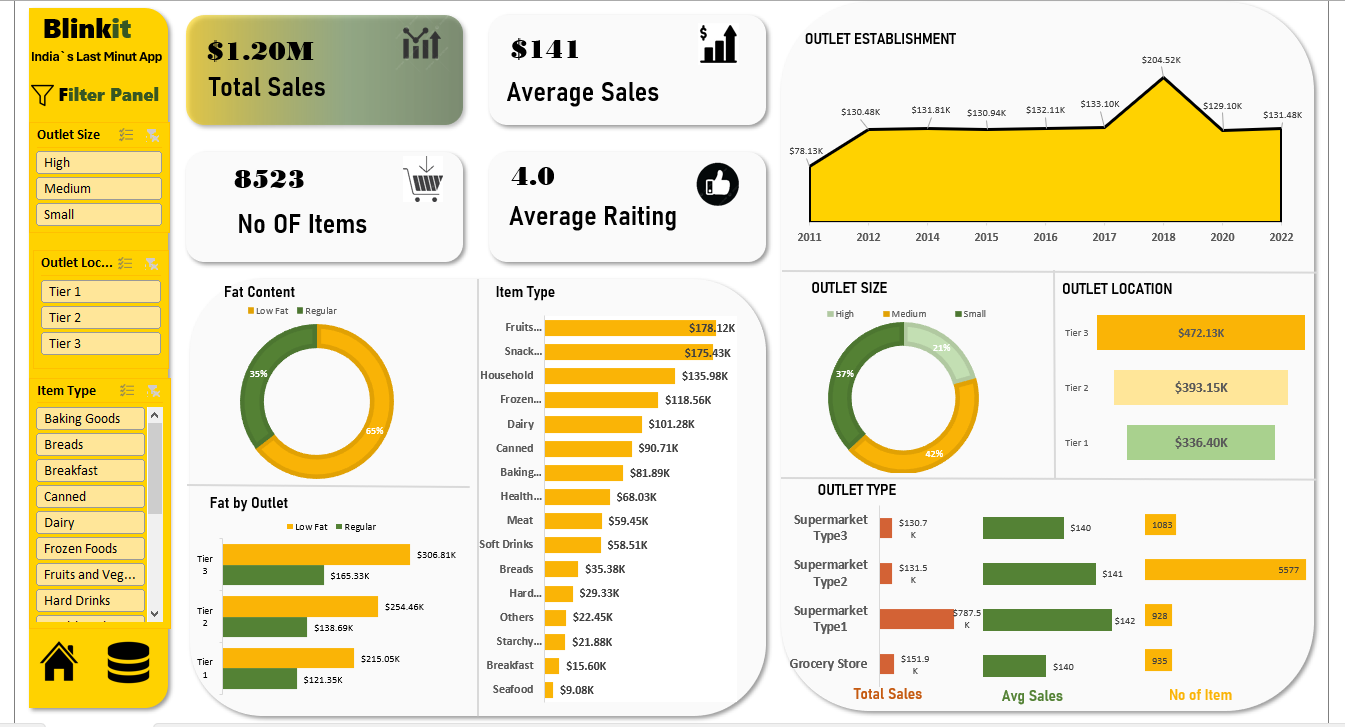 Blinkit
India`s Last Minut App
Filter Panel
Outlet Size
High
Medium
Small
Outlet Loc...
Tier 1
Tier 2
Tier 3
Item Type
Baking Goods
Breads
Breakfast
Canned
Dairy
Frozen Foods
Fruits and Veg...
Hard Drinks
$1.20M
Total Sales
$141
Average Sales
8523
No OF Items
4.0
Average Raiting
Fat Content
Low Fat Regular
35%
65%
Fat by Outlet
Low Fat Regular
Tier 3 $306.81K
$165.33K
Tier 2 $254.46K
$138.69K
Tier 1 $215.05K
$121.35K
Item Type
Fruits... $178.12K
Snack... $175.43K
Household $135.98K
Frozen... $118.56K
Dairy $101.28K
Canned $90.71K
Baking... $81.89K
Health... $68.03K
Meat $59.45K
Soft Drinks $58.51K
Breads $35.38K
Hard... $29.33K
Others $22.45K
Starchy... $21.88K
Breakfast $15.60K
Seafood $9.08K
OUTLET ESTABLISHMENT
$78.13K $130.48K $131.81K $130.94K $132.11K $133.10K $204.52K $129.10K $131.48K
2011 2012 2014 2015 2016 2017 2018 2020 2022
OUTLET SIZE
High Medium Small
21%
37%
42%
OUTLET LOCATION
Tier 3 $472.13K
Tier 2 $393.15K
Tier 1 $336.40K
OUTLET TYPE
Supermarket Type3 $130.7K $140 1083
Supermarket Type2 $131.5K $141 5577
Supermarket Type1 $787.5K $142 928
Grocery Store $151.9K $140 935
Total Sales Avg Sales No of Item